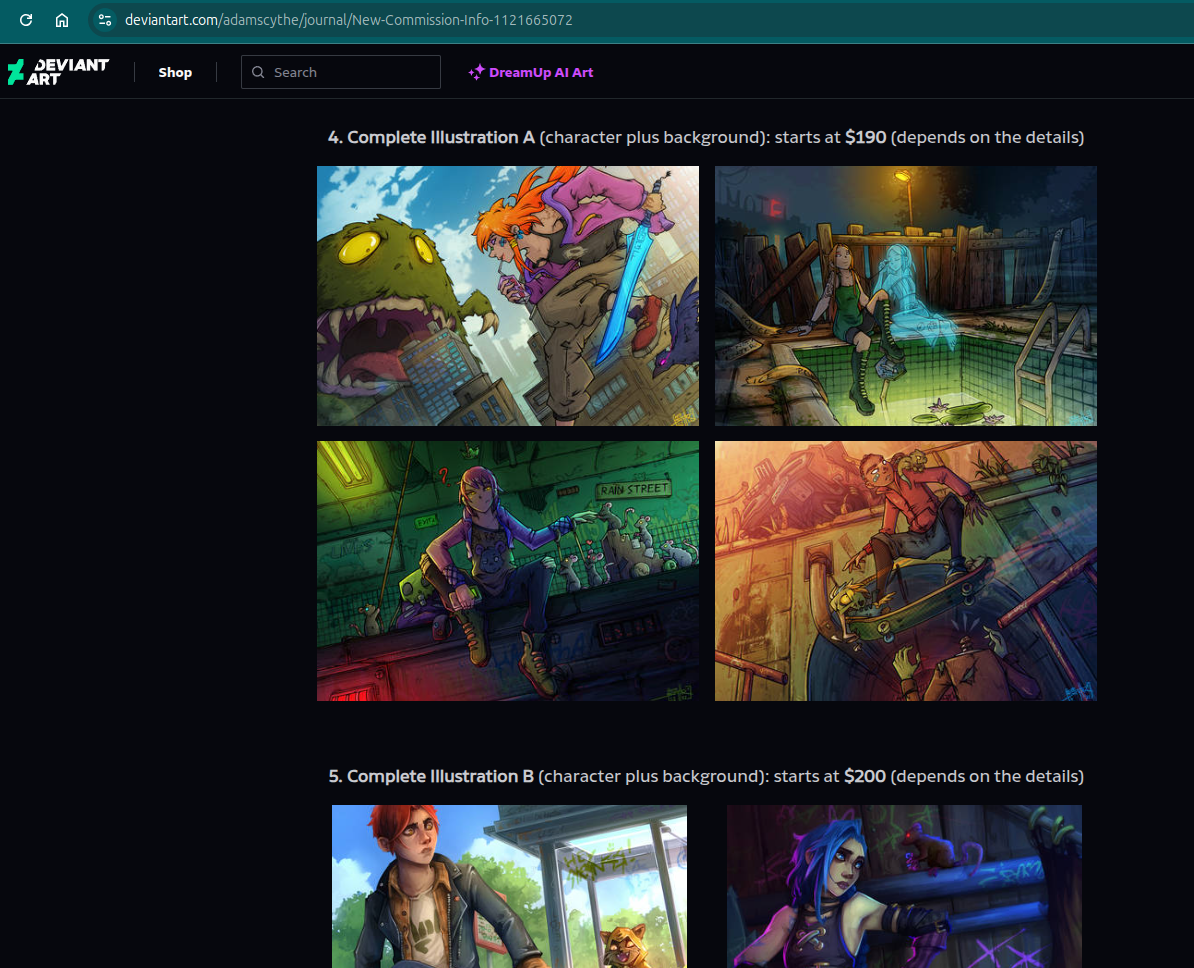 deviantart.com/adamscythe/journal/New-Commission-Info-1121665072
DEVIANT
ART
Shop
Search
DreamUp AI Art
4. Complete Illustration A (character plus background): starts at $190 (depends on the details)
MOTEL
RAIN STREET
EXIT
5. Complete Illustration B (character plus background): starts at $200 (depends on the details)